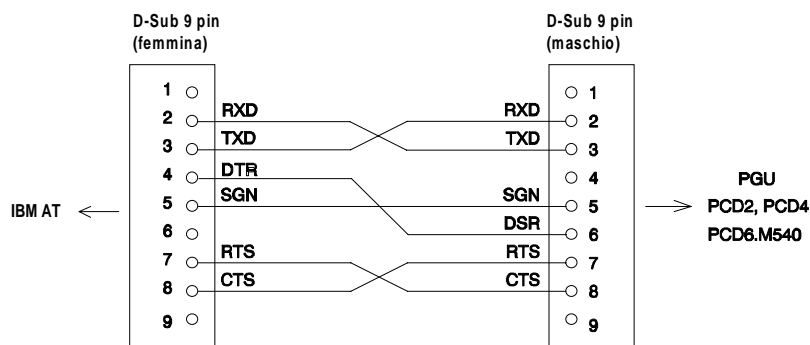 D-Sub 9 pin D-Sub 9 pin
(femmina) (maschio)
1 1
2 RXD RXD 2
3 TXD TXD 3
4 DTR 4
5 SGN SGN 5
6 DSR 6
7 RTS RTS 7
8 CTS CTS 8
9 9
IBM AT
PGU
PCD2, PCD4
PCD6.M540